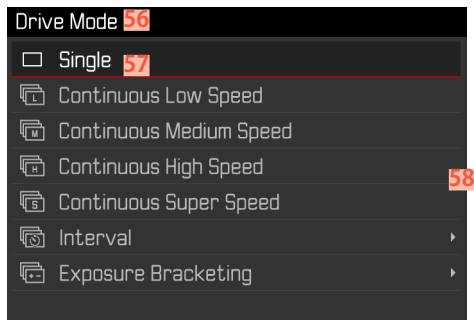 Drive Mode 56
Single 57
L Continuous Low Speed
M Continuous Medium Speed
H Continuous High Speed
58
S Continuous Super Speed
Interval
Exposure Bracketing